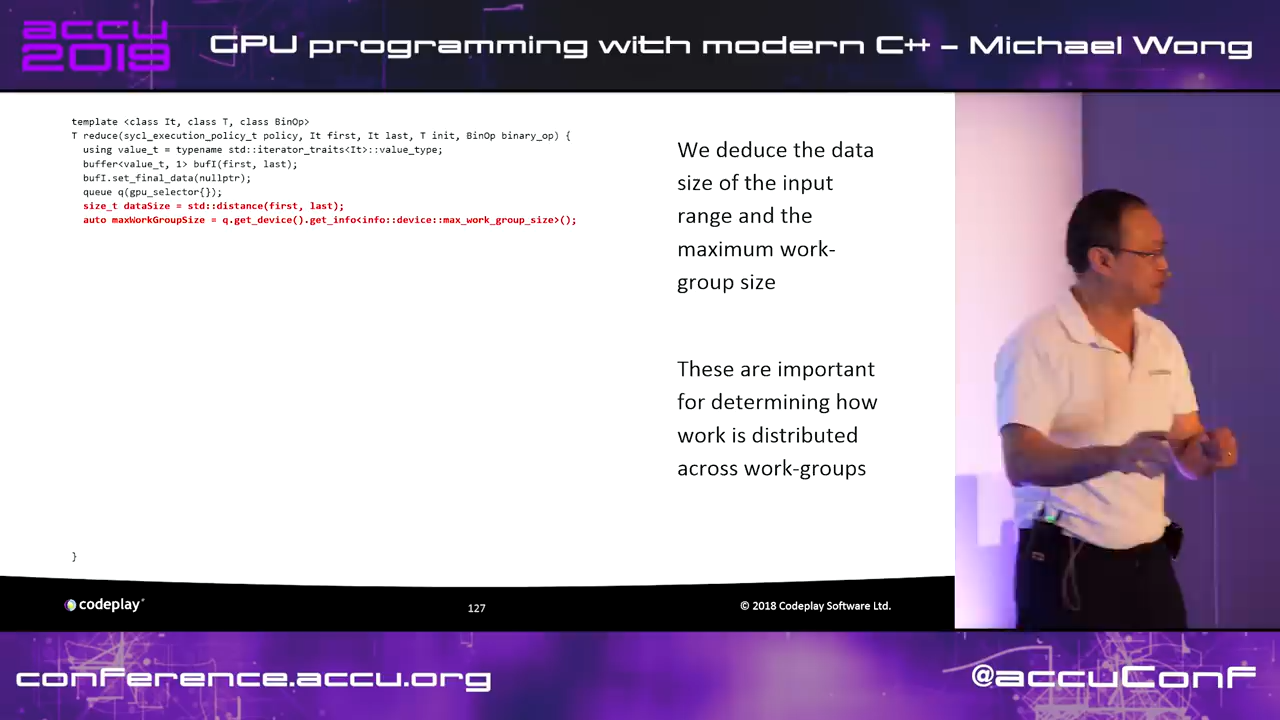 accu
2019
GPU programming with modern C++ – Michael Wong
template <class It, class T, class BinOp>
T reduce(sycl_execution_policy_t policy, It first, It last, T init, BinOp binary_op) {
using value_t = typename std::iterator_traits<It>::value_type;
buffer<value_t, 1> bufI(first, last);
bufI.set_final_data(nullptr);
queue q(gpu_selector{});
size_t dataSize = std::distance(first, last);
auto maxWorkGroupSize = q.get_device().get_info<info::device::max_work_group_size>();
}
We deduce the data
size of the input
range and the
maximum work-
group size
These are important
for determining how
work is distributed
across work-groups
codeplay
127
© 2018 Codeplay Software Ltd.
conference.accu.org
@accuConf